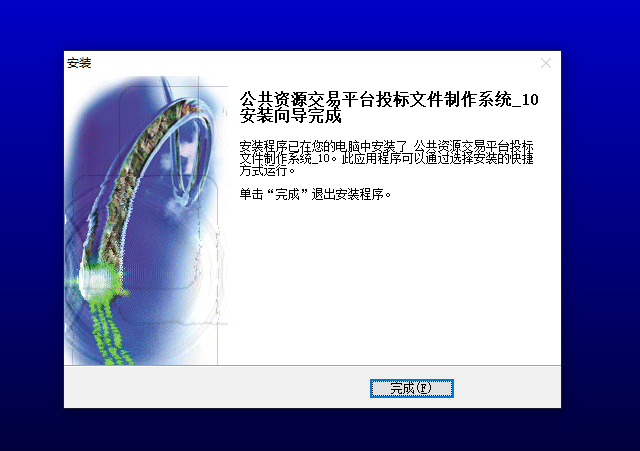 安装
公共资源交易平台投标文件制作系统_10
安装向导完成
安装程序已在您的电脑中安装了 公共资源交易平台投标
文件制作系统_10。此应用程序可以通过选择安装的快捷
方式运行。
单击“完成”退出安装程序。
完成(F)